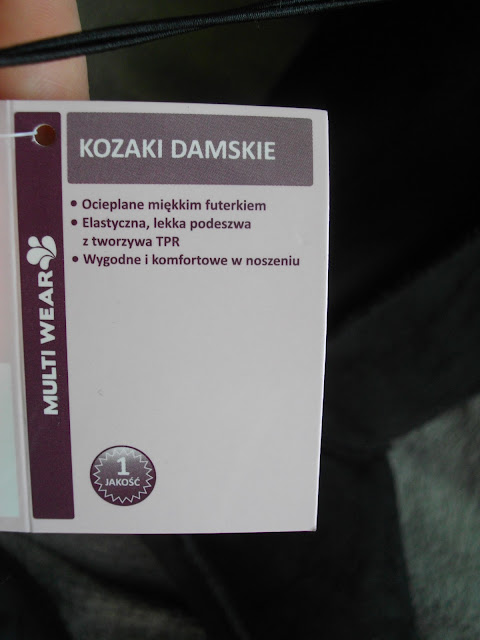 KOZAKI DAMSKIE
• Ocieplane miękkim futerkiem
• Elastyczna, lekka podeszwa
z tworzywa TPR
• Wygodne i komfortowe w noszeniu
MULTI WEAR
1
JAKOŚĆ